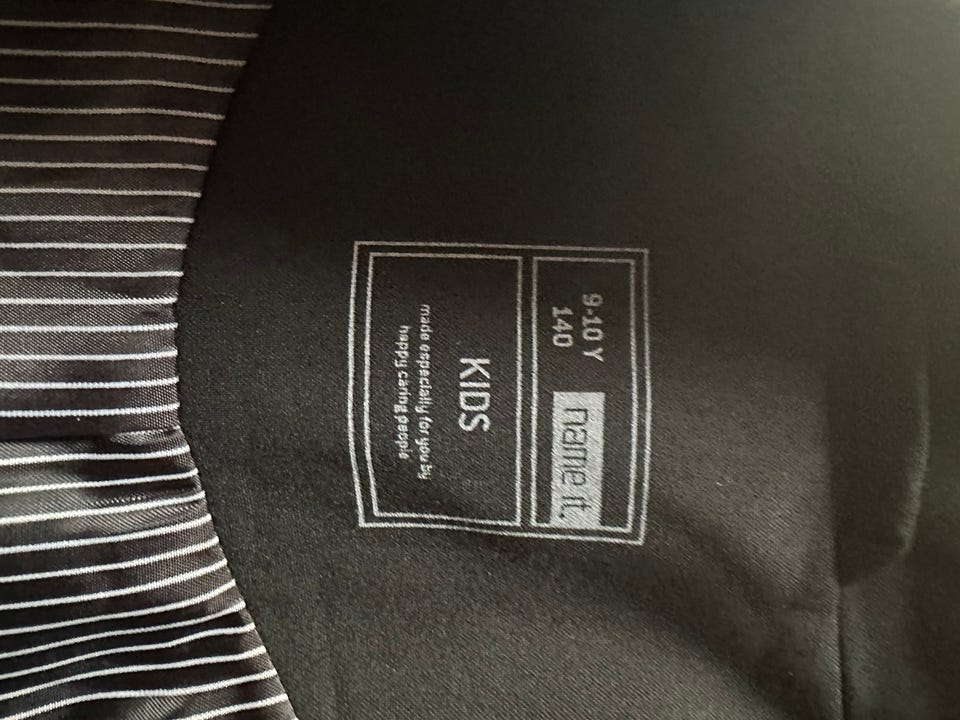 9-10 Y
140
name it.
KIDS
made especially for you by
happy caring people